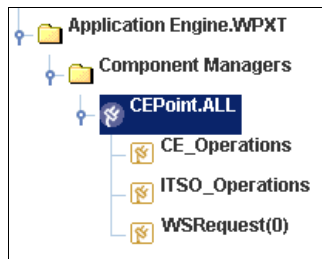 Application Engine.WPXT
Component Managers
CEPoint.ALL
CE_Operations
ITSO_Operations
WSRequest(0)